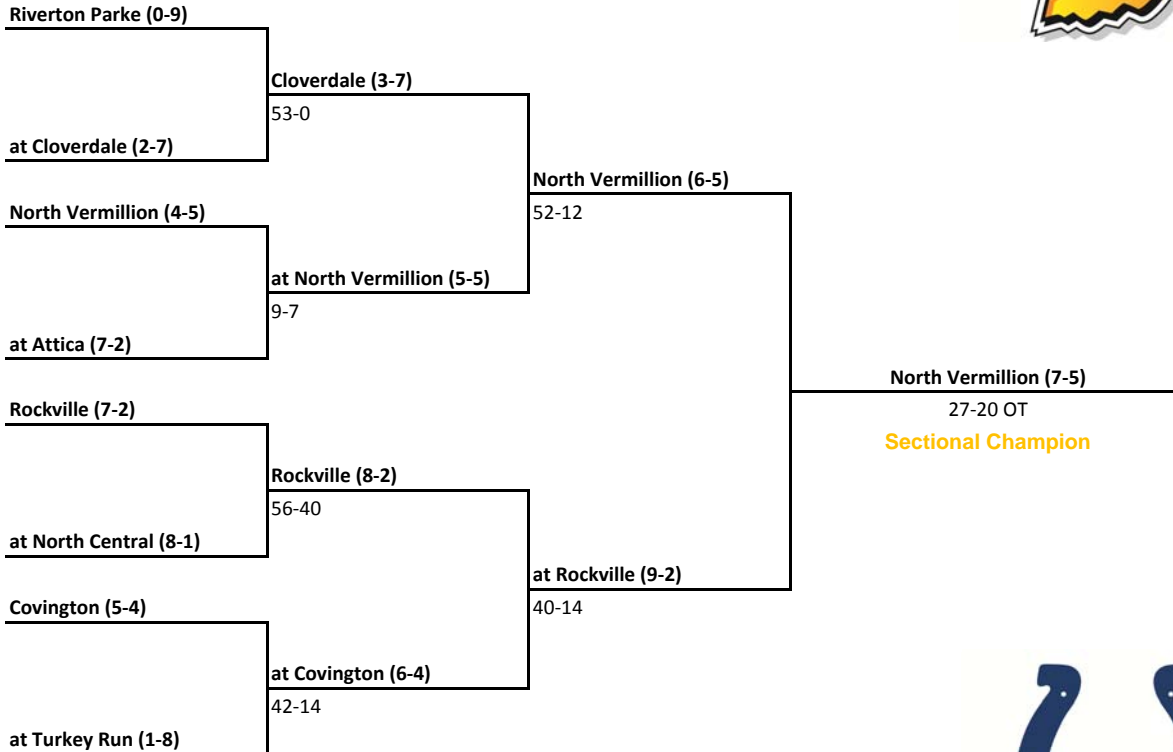 Riverton Parke (0-9)
Cloverdale (3-7)
53-0
at Cloverdale (2-7)
North Vermillion (6-5)
52-12
North Vermillion (4-5)
at North Vermillion (5-5)
9-7
at Attica (7-2)
North Vermillion (7-5)
27-20 OT
Sectional Champion
Rockville (7-2)
Rockville (8-2)
56-40
at North Central (8-1)
at Rockville (9-2)
40-14
Covington (5-4)
at Covington (6-4)
42-14
at Turkey Run (1-8)